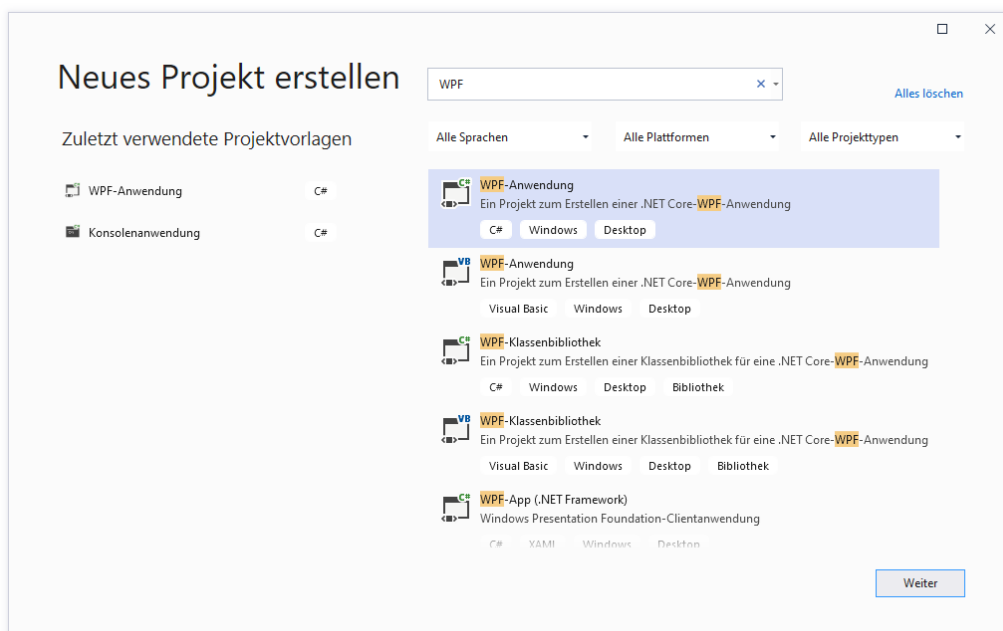 Neues Projekt erstellen
WPF
Alles löschen
Zuletzt verwendete Projektvorlagen
Alle Sprachen
Alle Plattformen
Alle Projekttypen
WPF-Anwendung
C#
Konsolenanwendung
C#
C#
WPF-Anwendung
Ein Projekt zum Erstellen einer .NET Core-WPF-Anwendung
C# Windows Desktop
VB
WPF-Anwendung
Ein Projekt zum Erstellen einer .NET Core-WPF-Anwendung
Visual Basic Windows Desktop
C#
WPF-Klassenbibliothek
Ein Projekt zum Erstellen einer Klassenbibliothek für eine .NET Core-WPF-Anwendung
C# Windows Desktop Bibliothek
VB
WPF-Klassenbibliothek
Ein Projekt zum Erstellen einer Klassenbibliothek für eine .NET Core-WPF-Anwendung
Visual Basic Windows Desktop Bibliothek
C#
WPF-App (.NET Framework)
Windows Presentation Foundation-Clientanwendung
C# XAML Windows Desktop
Weiter